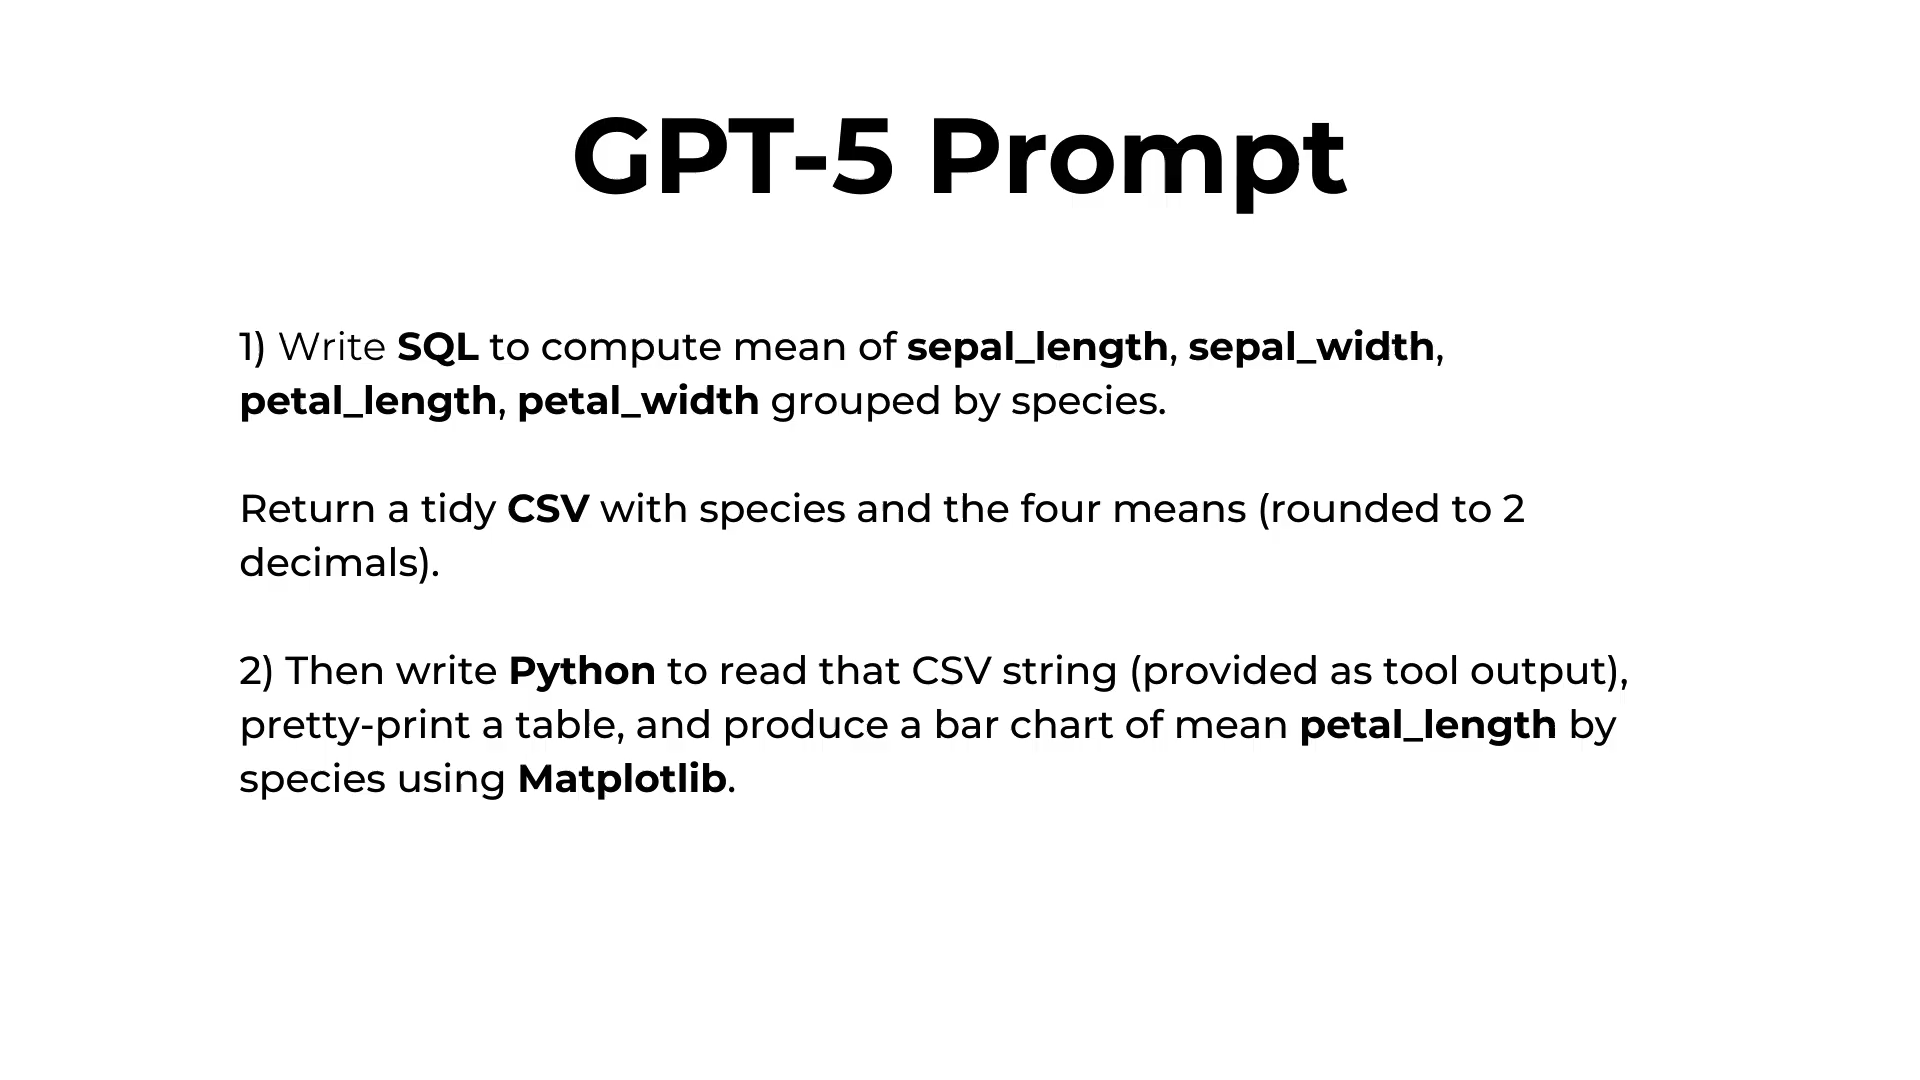 GPT-5 Prompt
1) Write SQL to compute mean of sepal_length, sepal_width,
petal_length, petal_width grouped by species.
Return a tidy CSV with species and the four means (rounded to 2
decimals).
2) Then write Python to read that CSV string (provided as tool output),
pretty-print a table, and produce a bar chart of mean petal_length by
species using Matplotlib.